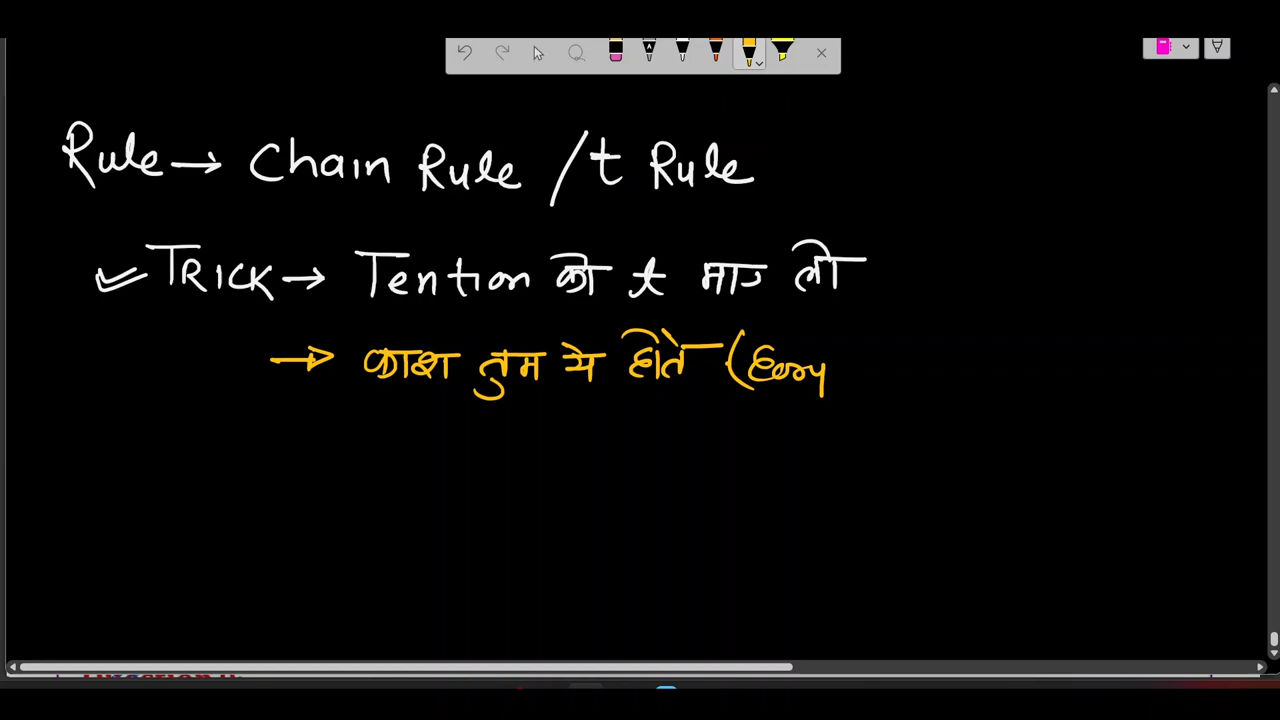 Rule → Chain Rule / t Rule
TRICK → Tention को t मान लो
→ काश तुम ये होते (Easy